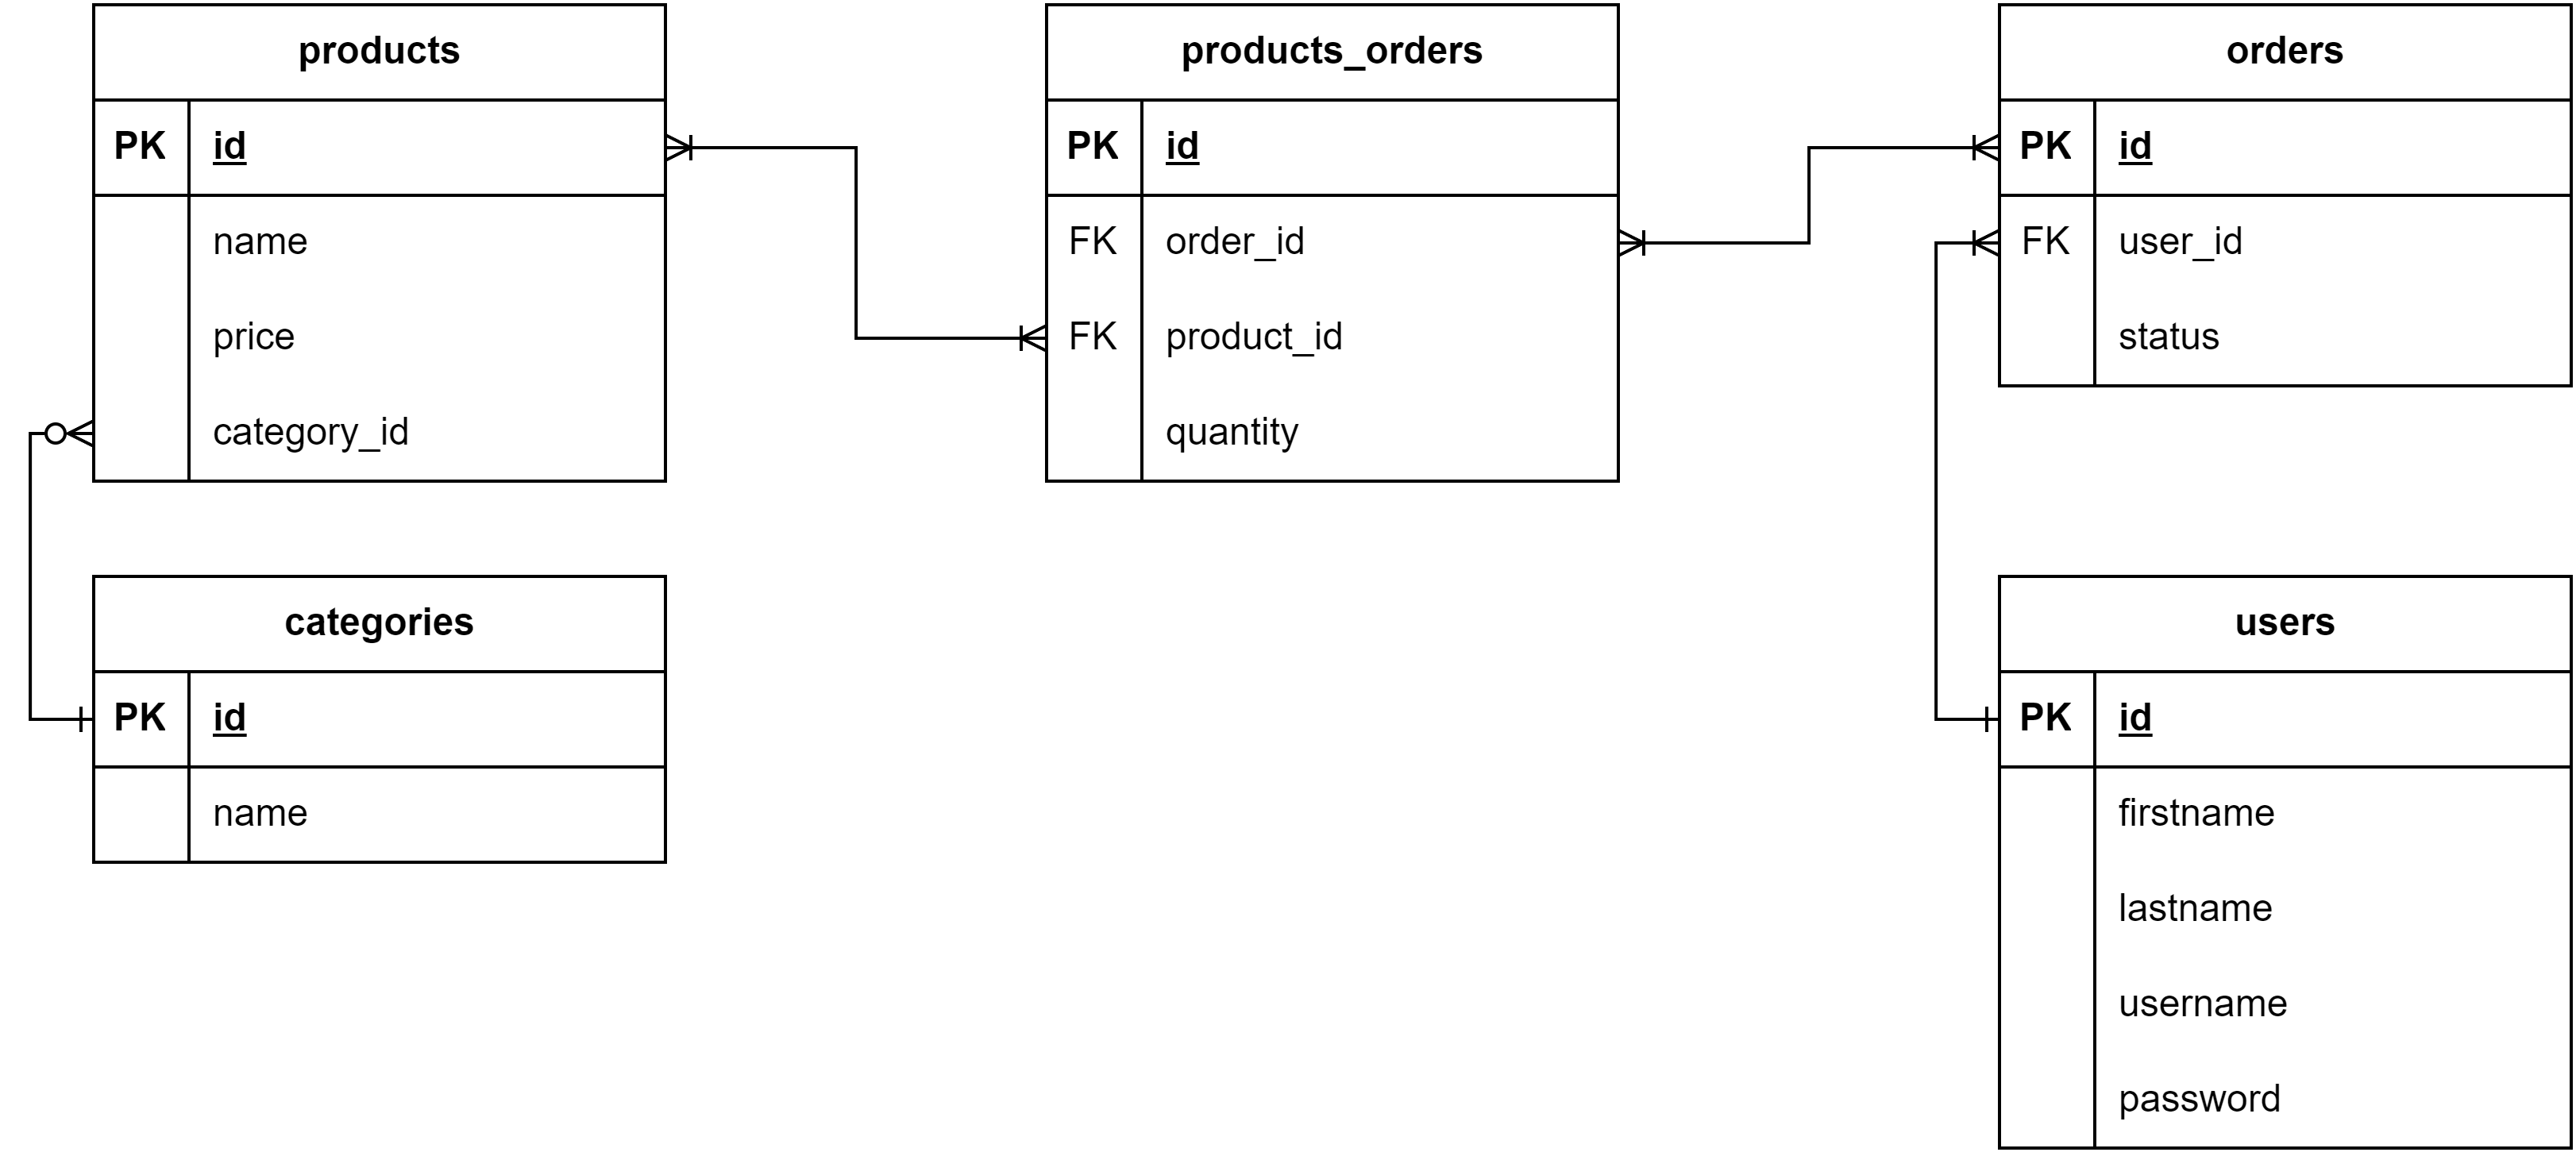 products
PK id
name
price
category_id
products_orders
PK id
FK order_id
FK product_id
quantity
orders
PK id
FK user_id
status
categories
PK id
name
users
PK id
firstname
lastname
username
password